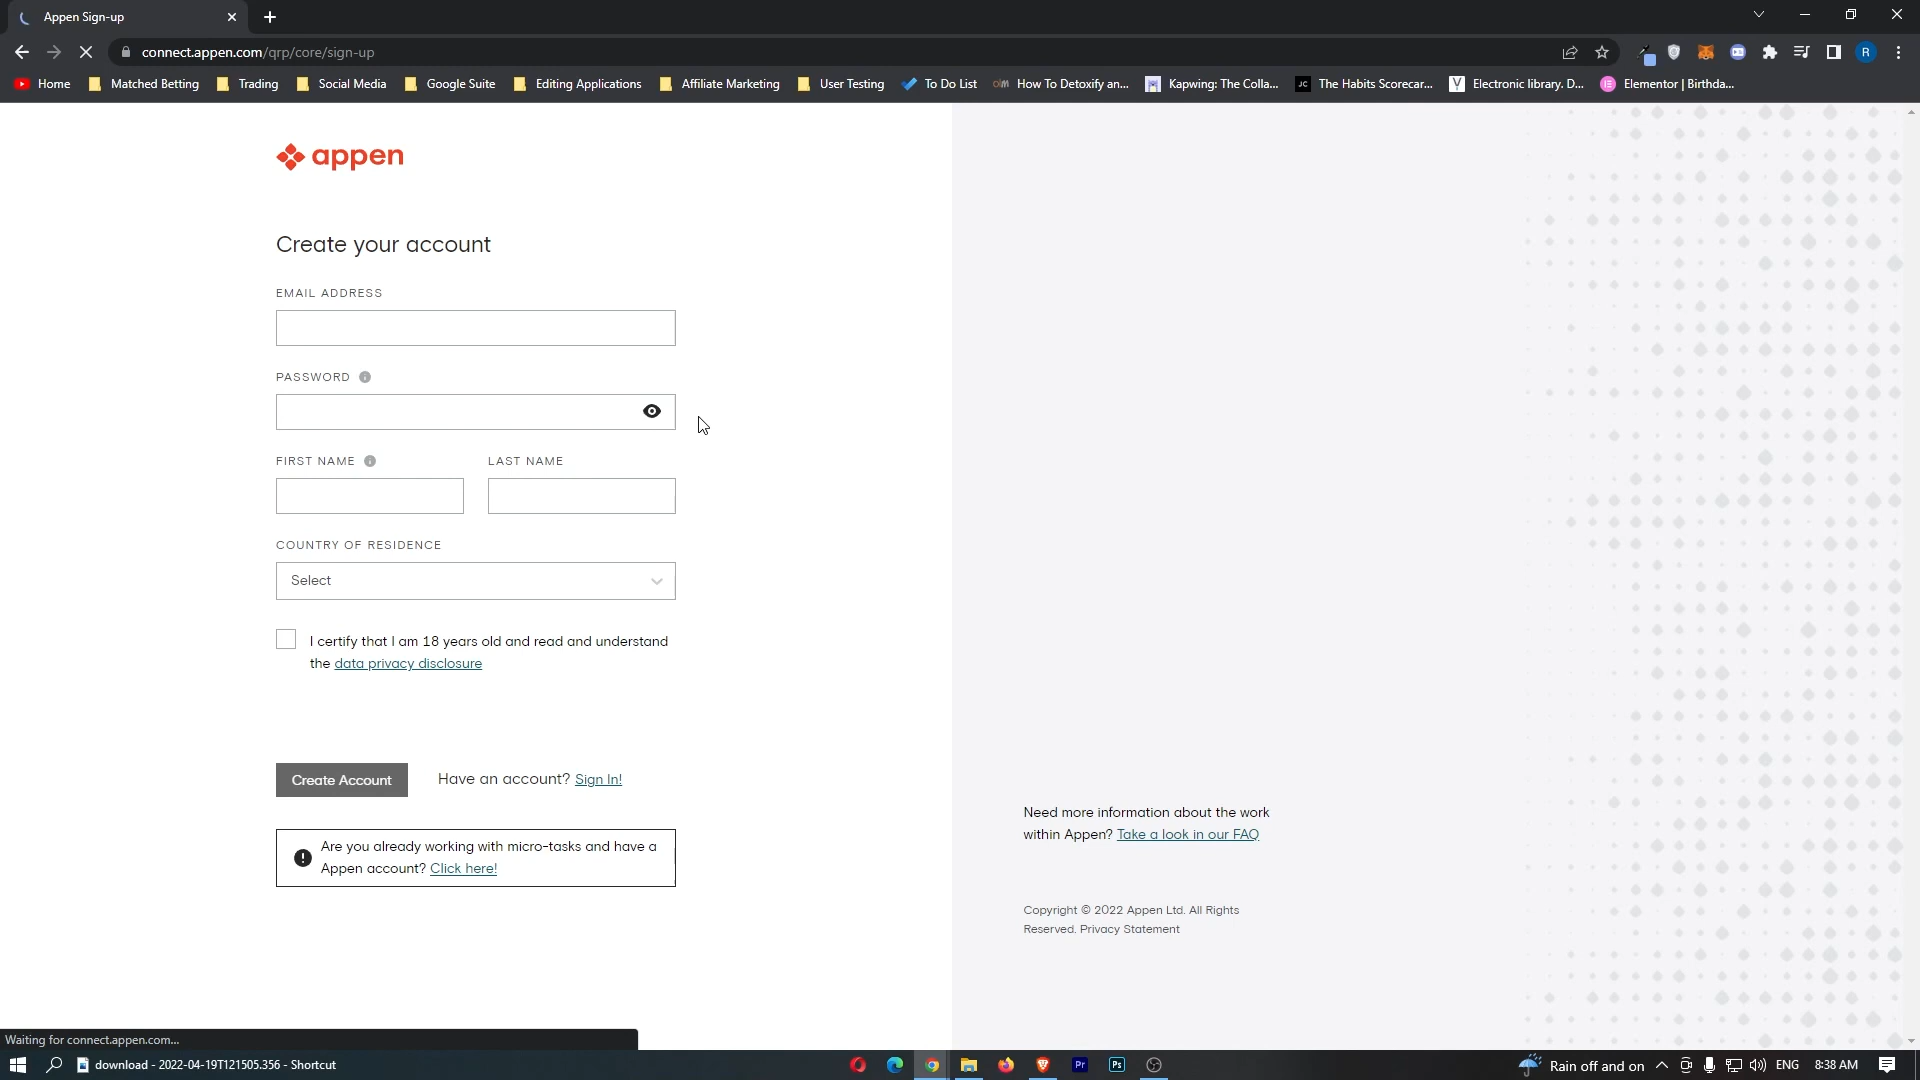 Appen Sign-up
connect.appen.com/qrp/core/sign-up
Home Matched Betting Trading Social Media Google Suite Editing Applications Affiliate Marketing User Testing To Do List How To Detoxify an... Kapwing: The Colla... The Habits Scorecar... Electronic library. D... Elementor | Birthda...
appen
Create your account
EMAIL ADDRESS
PASSWORD
FIRST NAME LAST NAME
COUNTRY OF RESIDENCE
Select
I certify that I am 18 years old and read and understand
the data privacy disclosure
Create Account Have an account? Sign In!
Are you already working with micro-tasks and have a
Appen account? Click here!
Need more information about the work
within Appen? Take a look in our FAQ
Copyright © 2022 Appen Ltd. All Rights
Reserved. Privacy Statement
Waiting for connect.appen.com...
download - 2022-04-19T121505.356 - Shortcut Pr Ps Rain off and on ENG 8:38 AM